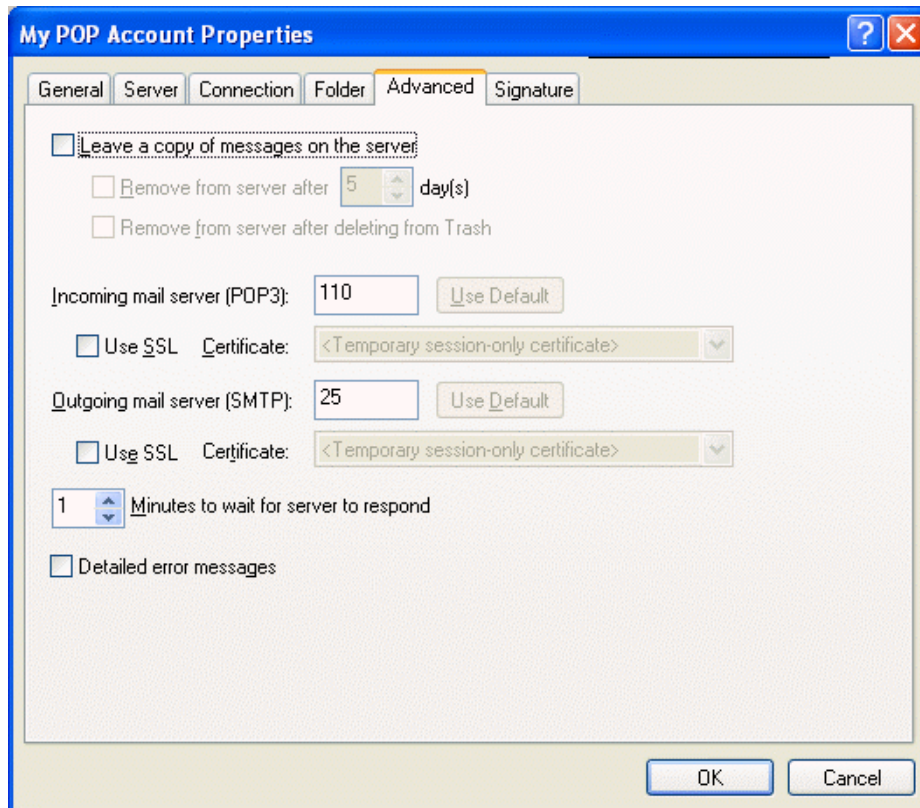 My POP Account Properties
General Server Connection Folder Advanced Signature
Leave a copy of messages on the server
Remove from server after 5 day(s)
Remove from server after deleting from Trash
Incoming mail server (POP3): 110 Use Default
Use SSL Certificate: <Temporary session-only certificate>
Outgoing mail server (SMTP): 25 Use Default
Use SSL Certificate: <Temporary session-only certificate>
1 Minutes to wait for server to respond
Detailed error messages
OK Cancel